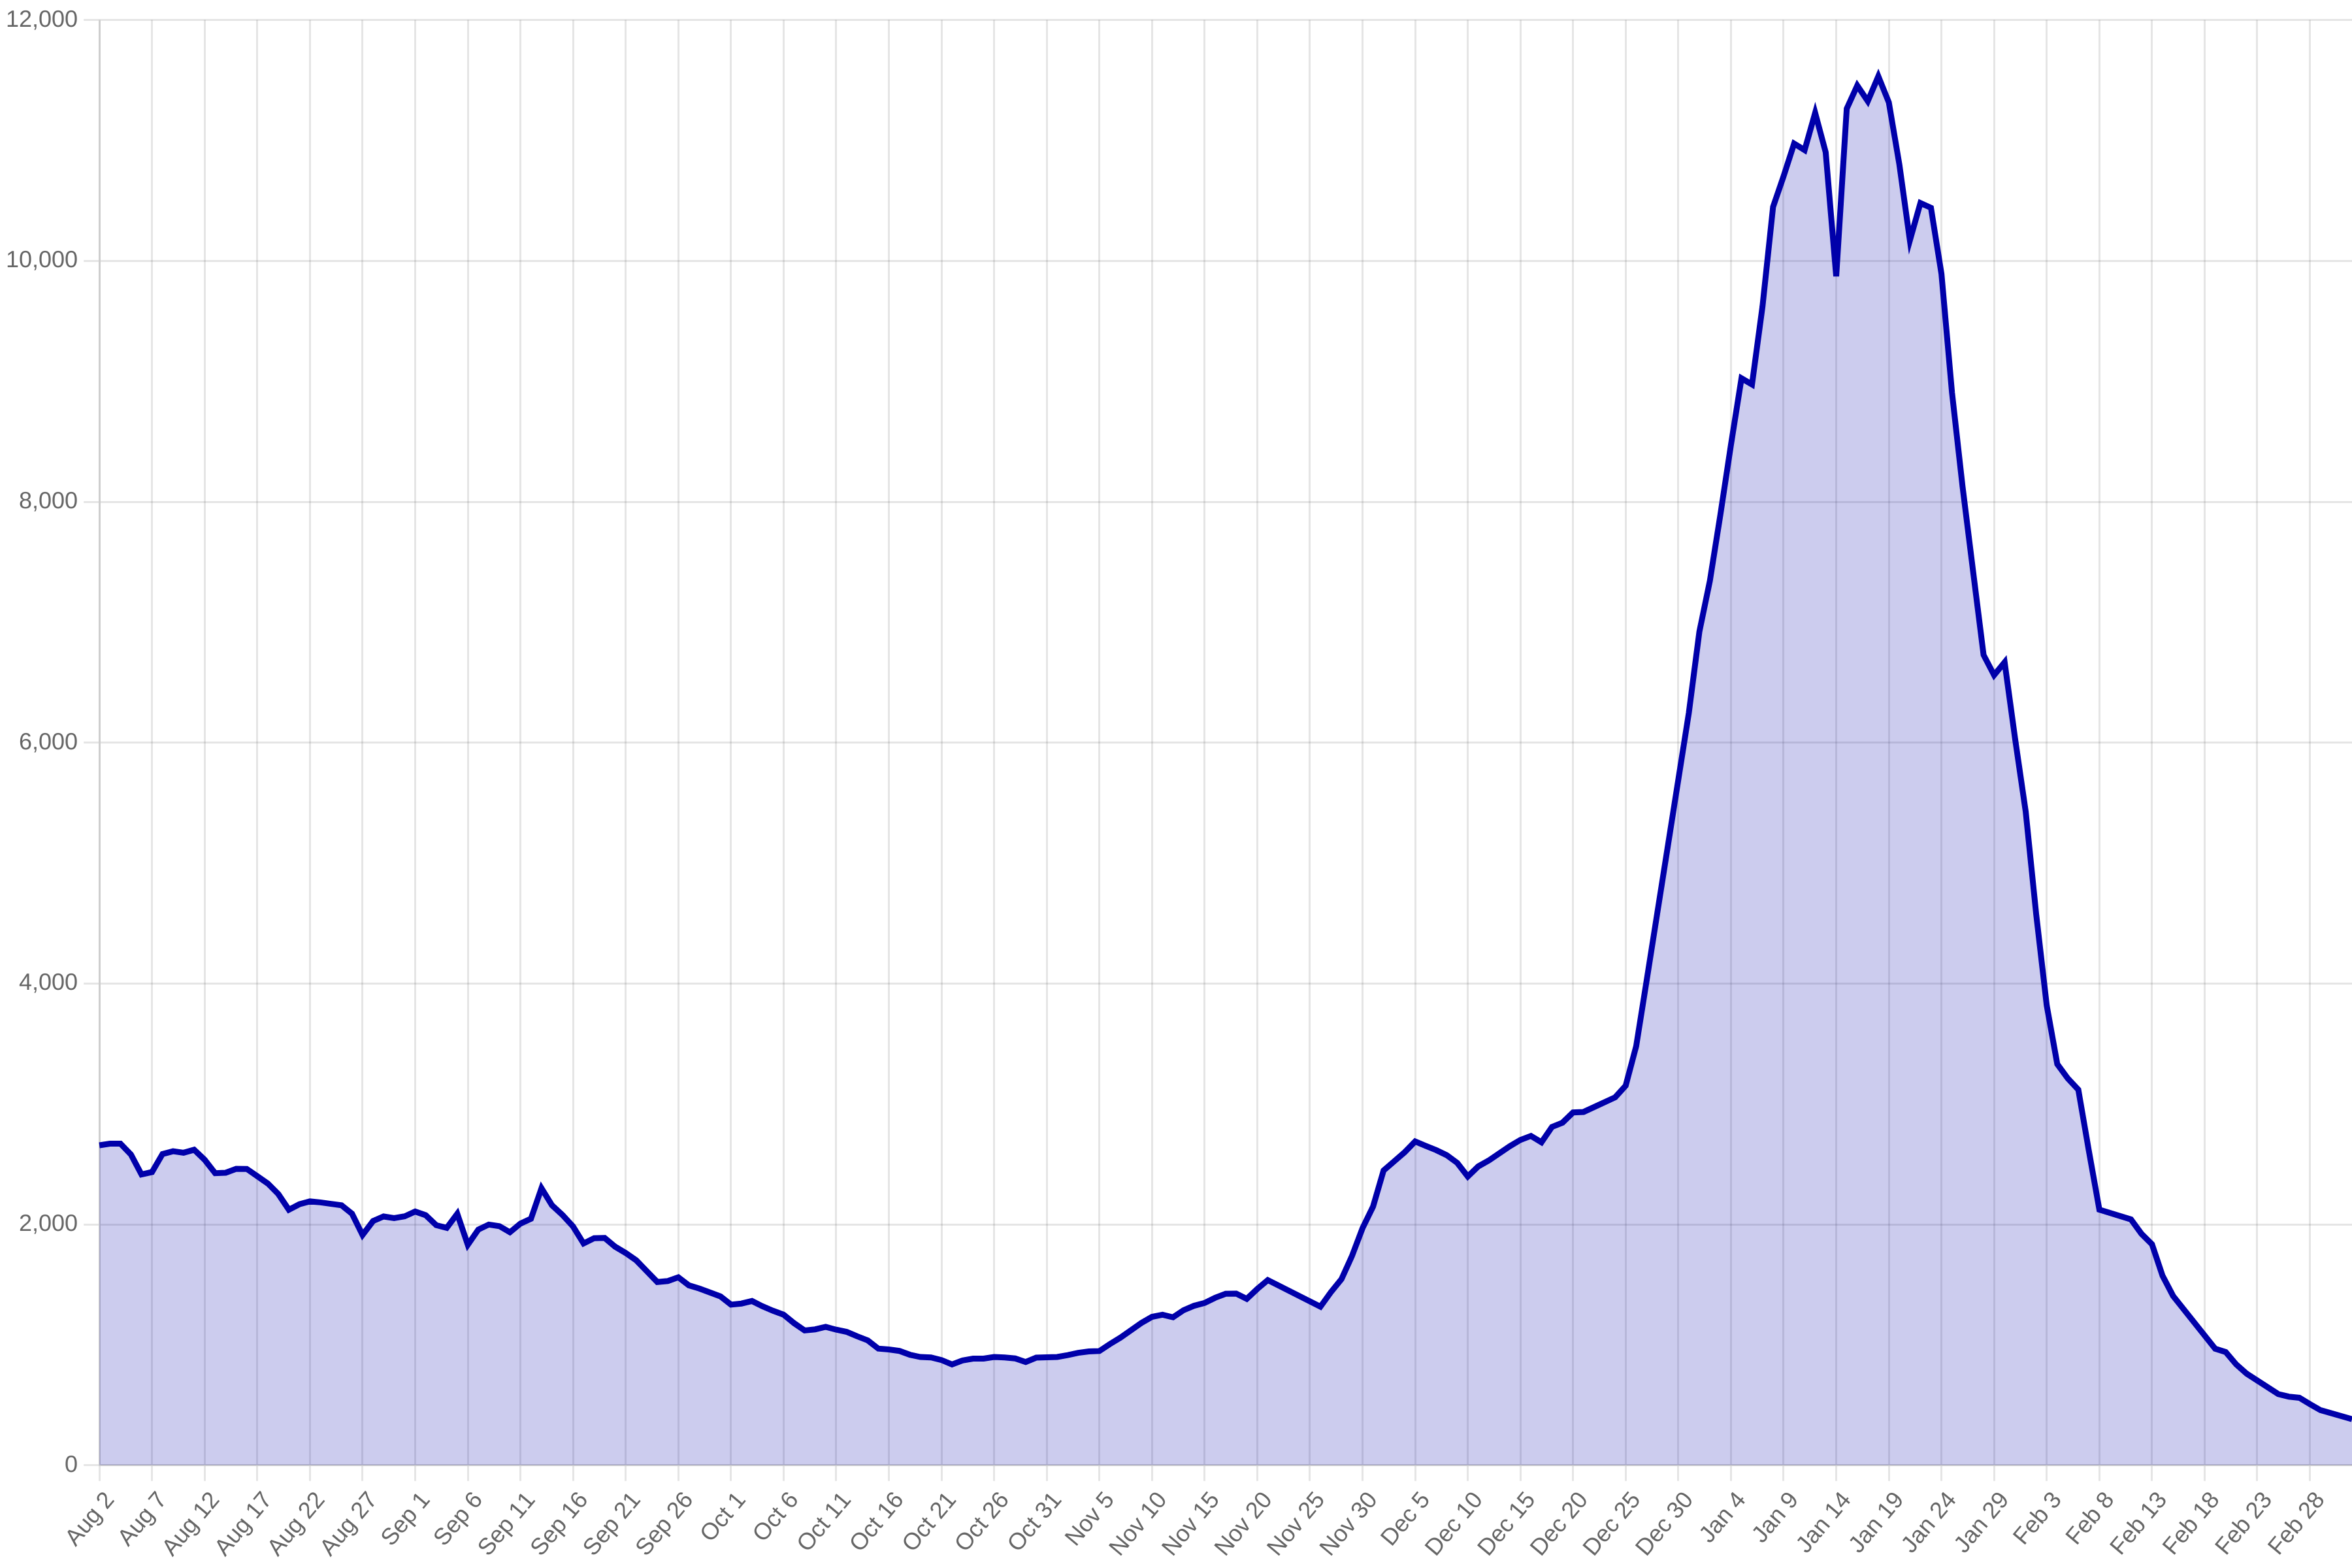 12,000
10,000
8,000
6,000
4,000
2,000
0
Aug 2
Aug 7
Aug 12
Aug 17
Aug 22
Aug 27
Sep 1
Sep 6
Sep 11
Sep 16
Sep 21
Sep 26
Oct 1
Oct 6
Oct 11
Oct 16
Oct 21
Oct 26
Oct 31
Nov 5
Nov 10
Nov 15
Nov 20
Nov 25
Nov 30
Dec 5
Dec 10
Dec 15
Dec 20
Dec 25
Dec 30
Jan 4
Jan 9
Jan 14
Jan 19
Jan 24
Jan 29
Feb 3
Feb 8
Feb 13
Feb 18
Feb 23
Feb 28